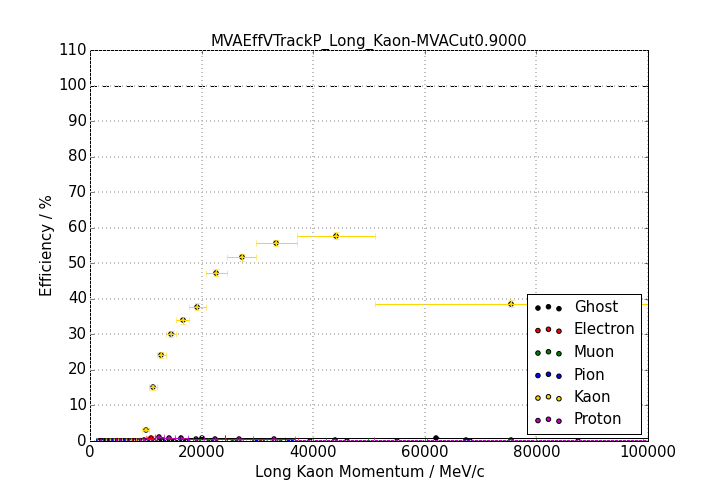 MVAEffVTrackP_Long_Kaon-MVACut0.9000
110
100
90
80
70
60
50
40
30
20
10
0
Efficiency / %
Ghost
Electron
Muon
Pion
Kaon
Proton
0 20000 40000 60000 80000 100000
Long Kaon Momentum / MeV/c